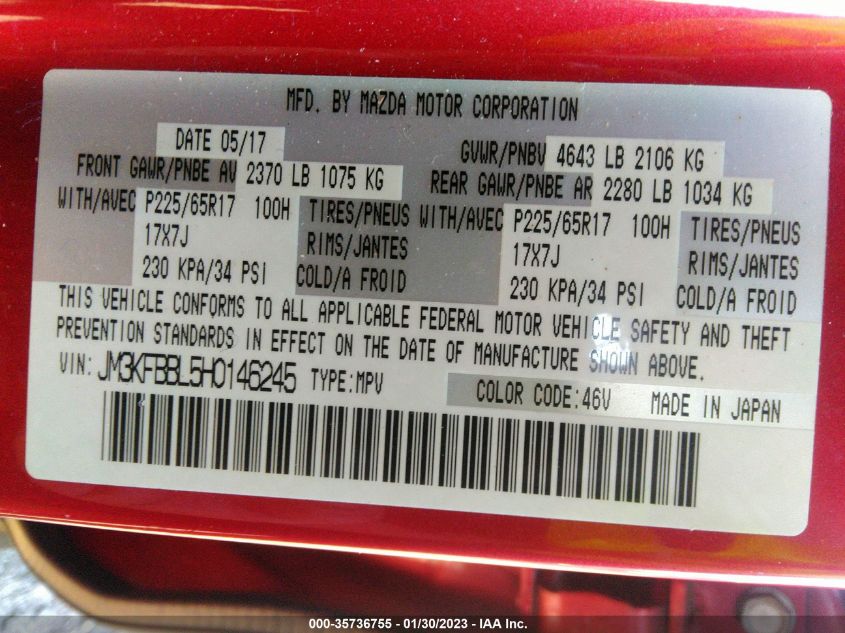 MFD. BY MAZDA MOTOR CORPORATION
DATE 05/17 GVWR/PNBV 4643 LB 2106 KG
FRONT GAWR/PNBE AV 2370 LB 1075 KG REAR GAWR/PNBE AR 2280 LB 1034 KG
WITH/AVEC P225/65R17 100H TIRES/PNEUS WITH/AVEC P225/65R17 100H TIRES/PNEUS
17X7J RIMS/JANTES 17X7J RIMS/JANTES
230 KPA/34 PSI COLD/A FROID 230 KPA/34 PSI COLD/A FROID
THIS VEHICLE CONFORMS TO ALL APPLICABLE FEDERAL MOTOR VEHICLE SAFETY AND THEFT
PREVENTION STANDARDS IN EFFECT ON THE DATE OF MANUFACTURE SHOWN ABOVE.
VIN: JM3KFBBL5H0146245 TYPE:MPV COLOR CODE:46V MADE IN JAPAN
000-35736755 — 01/30/2023 — IAA Inc.